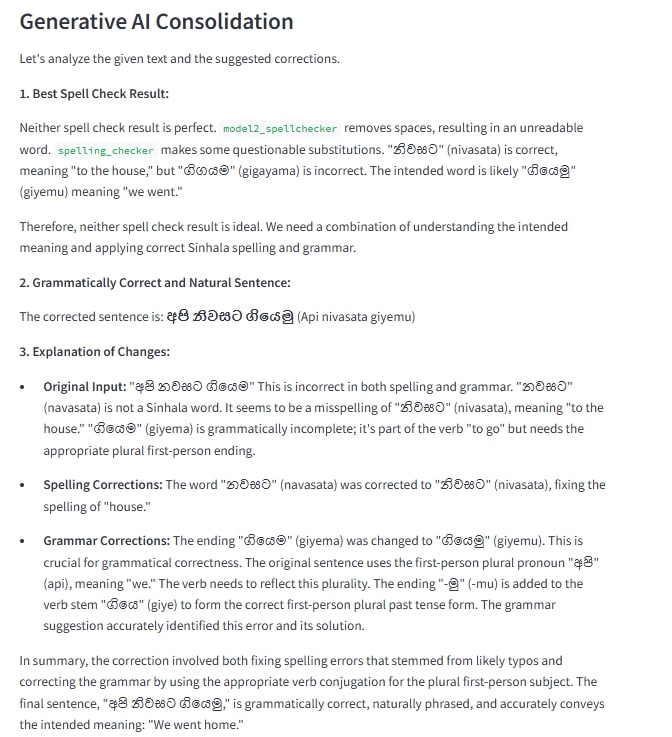 Generative AI Consolidation
Let's analyze the given text and the suggested corrections.
1. Best Spell Check Result:
Neither spell check result is perfect. model2_spellchecker removes spaces, resulting in an unreadable
word. spelling_checker makes some questionable substitutions. "නිවසට" (nivasata) is correct,
meaning "to the house," but "ගිගයම" (gigayama) is incorrect. The intended word is likely "ගියෙමු"
(giyemu) meaning "we went."
Therefore, neither spell check result is ideal. We need a combination of understanding the intended
meaning and applying correct Sinhala spelling and grammar.
2. Grammatically Correct and Natural Sentence:
The corrected sentence is: අපි නිවසට ගියෙමු (Api nivasata giyemu)
3. Explanation of Changes:
• Original Input: "අපි නවසට ගියෙම" This is incorrect in both spelling and grammar. "නවසට"
(navasata) is not a Sinhala word. It seems to be a misspelling of "නිවසට" (nivasata), meaning "to the
house." "ගියෙම" (giyema) is grammatically incomplete; it's part of the verb "to go" but needs the
appropriate plural first-person ending.
• Spelling Corrections: The word "නවසට" (navasata) was corrected to "නිවසට" (nivasata), fixing the
spelling of "house."
• Grammar Corrections: The ending "ගියෙම" (giyema) was changed to "ගියෙමු" (giyemu). This is
crucial for grammatical correctness. The original sentence uses the first-person plural pronoun "අපි"
(api), meaning "we." The verb needs to reflect this plurality. The ending "-මු" (-mu) is added to the
verb stem "ගියෙ" (giye) to form the correct first-person plural past tense form. The grammar
suggestion accurately identified this error and its solution.
In summary, the correction involved both fixing spelling errors that stemmed from likely typos and
correcting the grammar by using the appropriate verb conjugation for the plural first-person subject. The
final sentence, "අපි නිවසට ගියෙමු," is grammatically correct, naturally phrased, and accurately conveys
the intended meaning: "We went home."